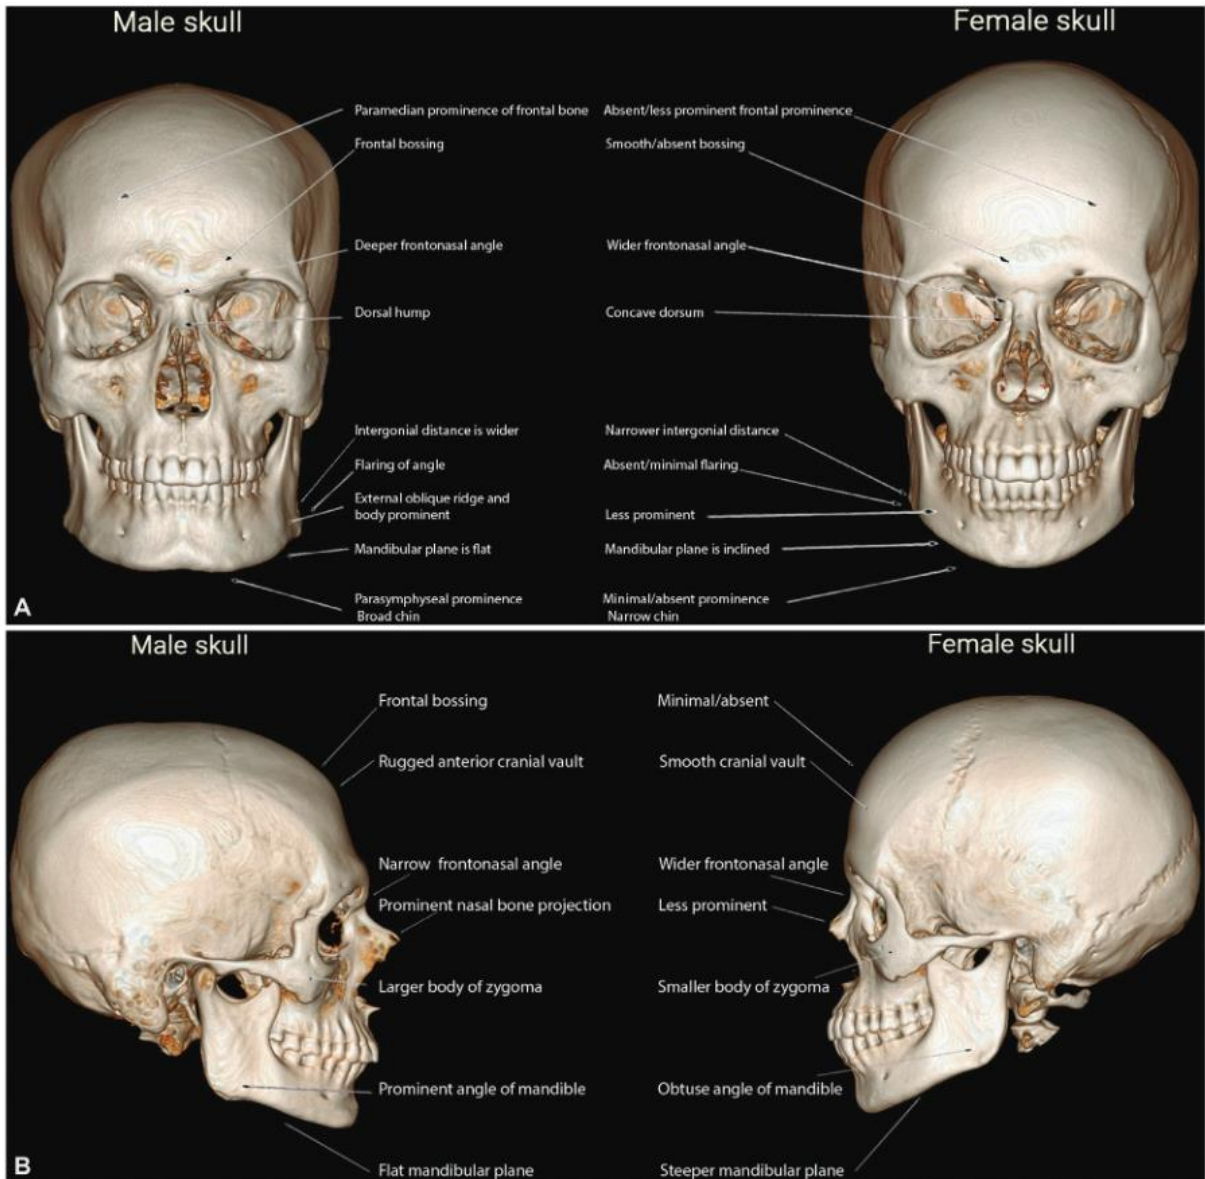 Male skull
Female skull
Paramedian prominence of frontal bone
Absent/less prominent frontal prominence
Frontal bossing
Smooth/absent bossing
Deeper frontonasal angle
Wider frontonasal angle
Dorsal hump
Concave dorsum
Intergonial distance is wider
Narrower intergonial distance
Flaring of angle
Absent/minimal flaring
External oblique ridge and
body prominent
Less prominent
Mandibular plane is flat
Mandibular plane is inclined
Parasymphyseal prominence
Broad chin
Minimal/absent prominence
Narrow chin
A
Male skull
Female skull
Frontal bossing
Minimal/absent
Rugged anterior cranial vault
Smooth cranial vault
Narrow frontonasal angle
Wider frontonasal angle
Prominent nasal bone projection
Less prominent
Larger body of zygoma
Smaller body of zygoma
Prominent angle of mandible
Obtuse angle of mandible
Flat mandibular plane
Steeper mandibular plane
B